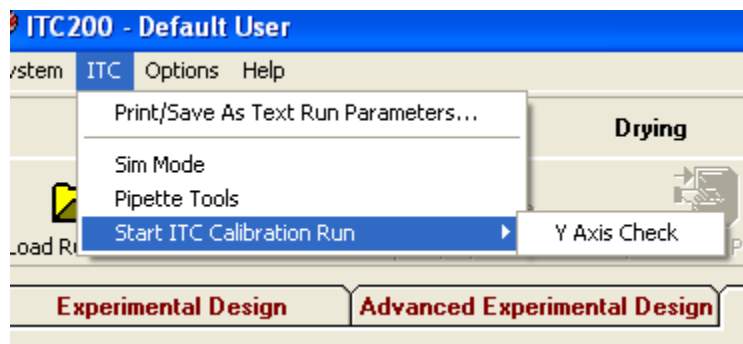 ITC200 - Default User
ystem ITC Options Help
Print/Save As Text Run Parameters...
Drying
Sim Mode
Pipette Tools
Start ITC Calibration Run Y Axis Check
Load Ru P
Experimental Design Advanced Experimental Design